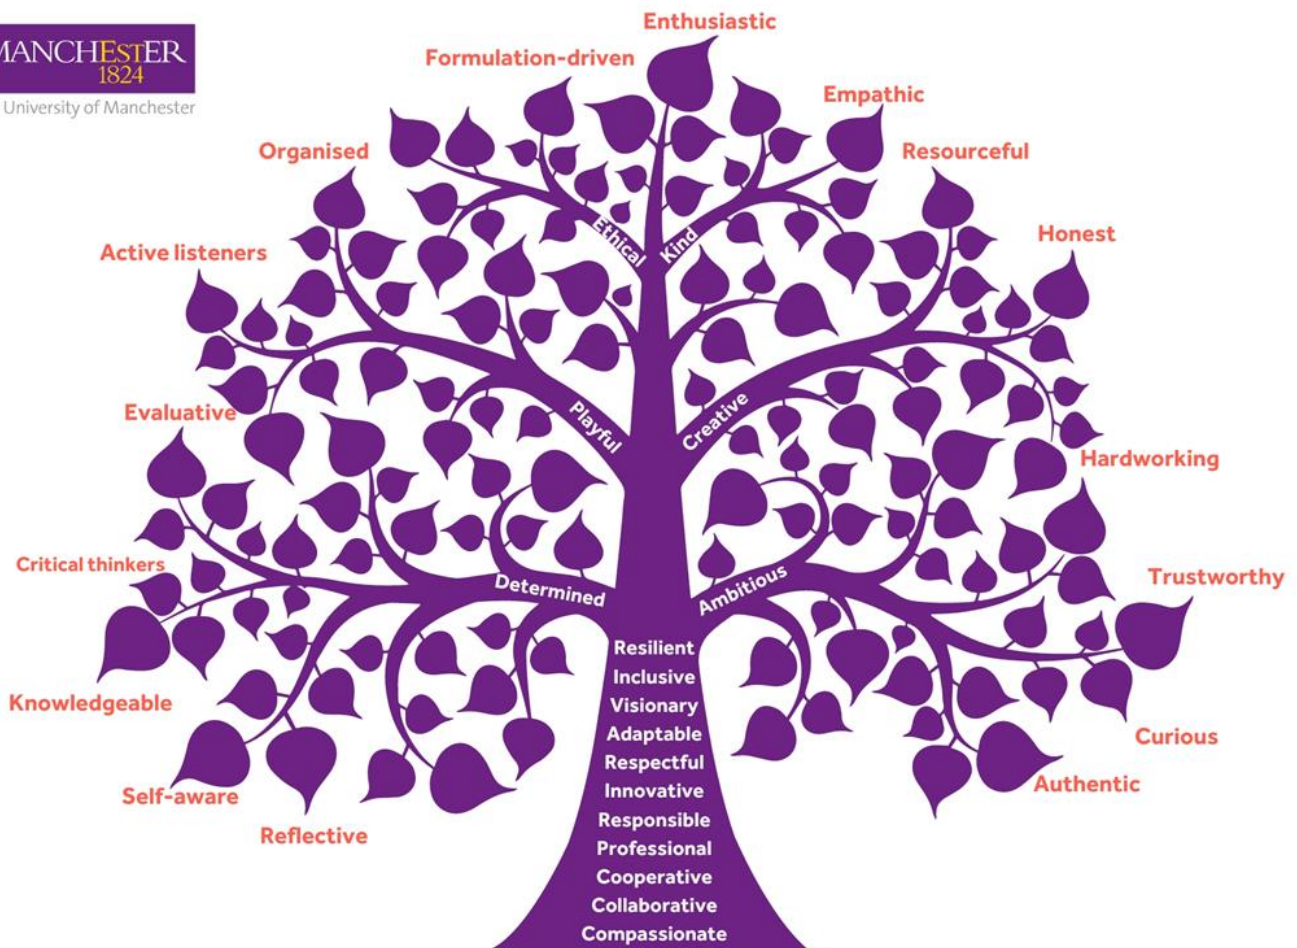 MANCHESTER
1824
University of Manchester
Enthusiastic
Formulation-driven
Empathic
Organised
Resourceful
Active listeners
Honest
Evaluative
Hardworking
Critical thinkers
Trustworthy
Knowledgeable
Curious
Self-aware
Authentic
Reflective
Ethical
Kind
Playful
Creative
Determined
Ambitious
Resilient
Inclusive
Visionary
Adaptable
Respectful
Innovative
Responsible
Professional
Cooperative
Collaborative
Compassionate